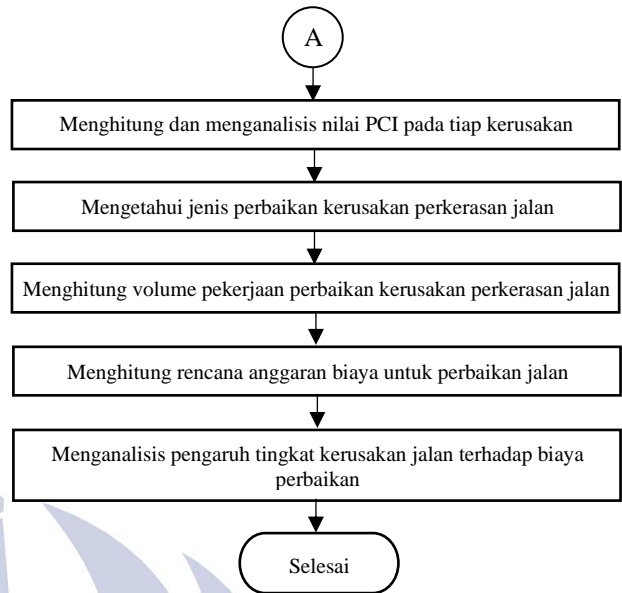 A
Menghitung dan menganalisis nilai PCI pada tiap kerusakan
Mengetahui jenis perbaikan kerusakan perkerasan jalan
Menghitung volume pekerjaan perbaikan kerusakan perkerasan jalan
Menghitung rencana anggaran biaya untuk perbaikan jalan
Menganalisis pengaruh tingkat kerusakan jalan terhadap biaya
perbaikan
Selesai